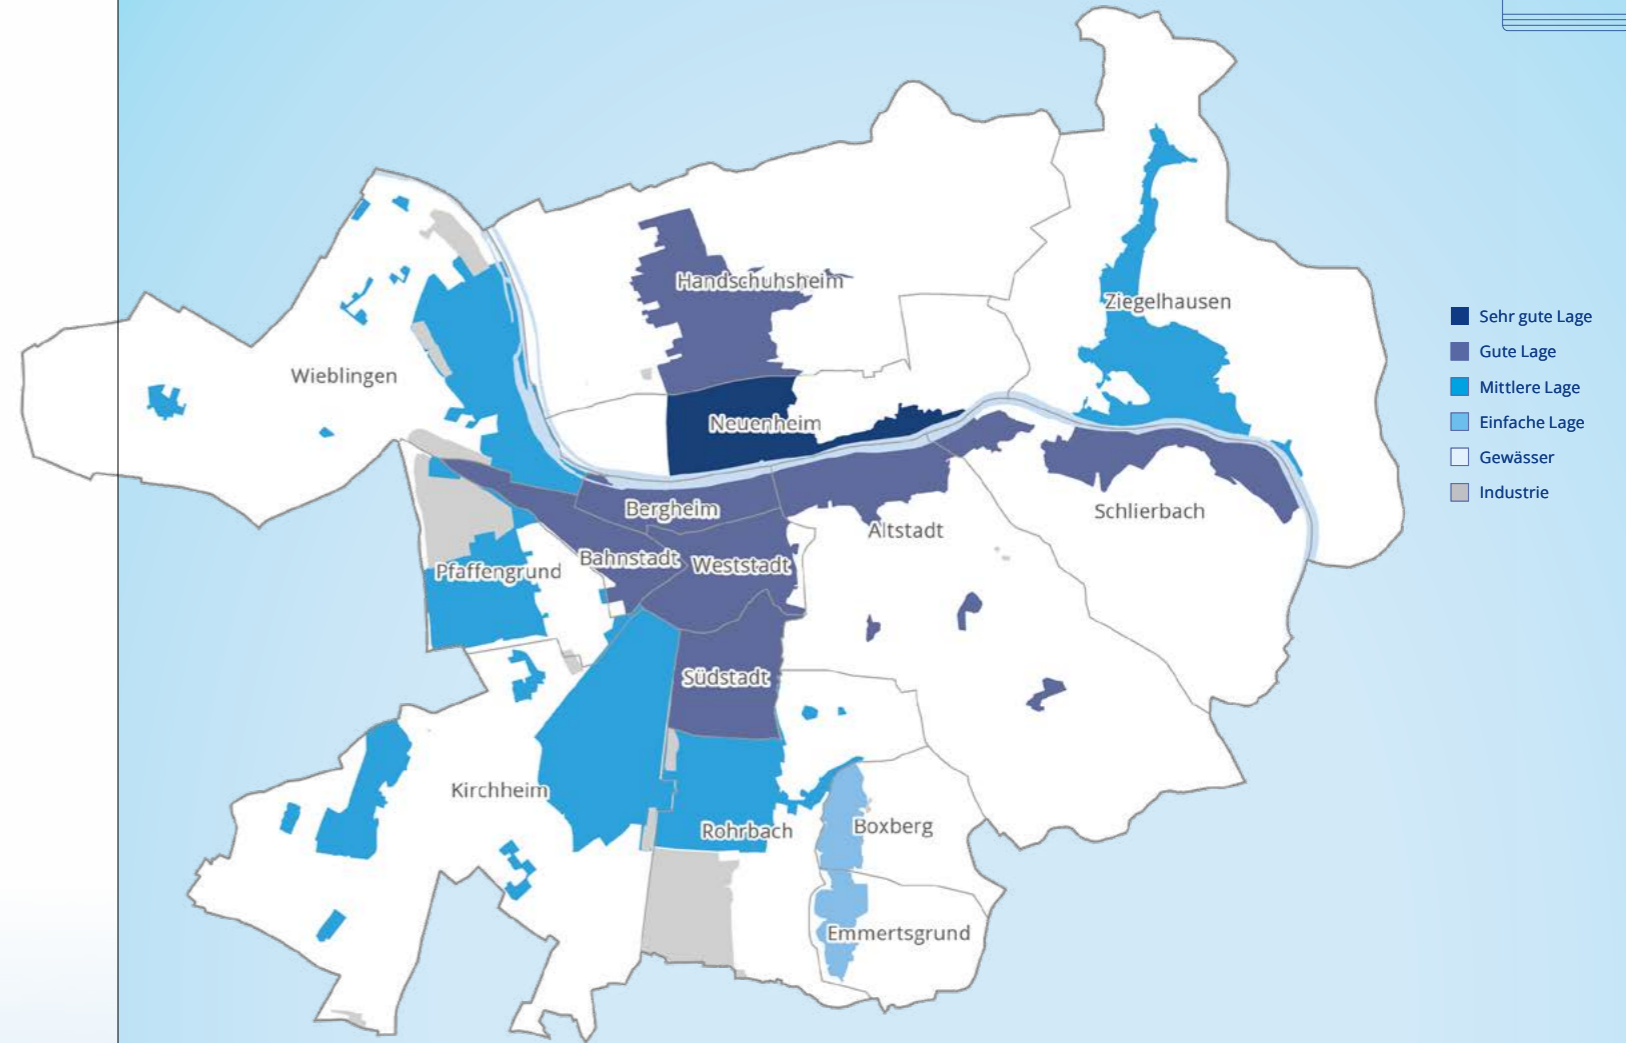 Handschuhsheim
Ziegelhausen
Wieblingen
Neuenheim
Bergheim
Schlierbach
Altstadt
Bahnstadt
Weststadt
Pfaffengrund
Südstadt
Kirchheim
Rohrbach
Boxberg
Emmertsgrund
Sehr gute Lage
Gute Lage
Mittlere Lage
Einfache Lage
Gewässer
Industrie